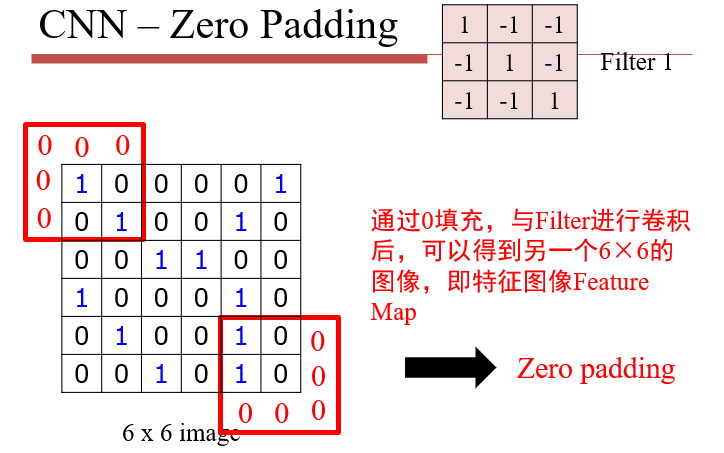 CNN – Zero Padding
1 -1 -1
-1 1 -1
-1 -1 1
Filter 1
0 0 0
0 1 0 0 0 0 1
0 0 1 0 0 1 0
0 0 1 1 0 0
1 0 0 0 1 0
0 1 0 0 1 0 0
0 0 1 0 1 0 0
0 0 0
6 x 6 image
通过0填充，与Filter进行卷积
后，可以得到另一个6×6的
图像，即特征图像Feature
Map
Zero padding